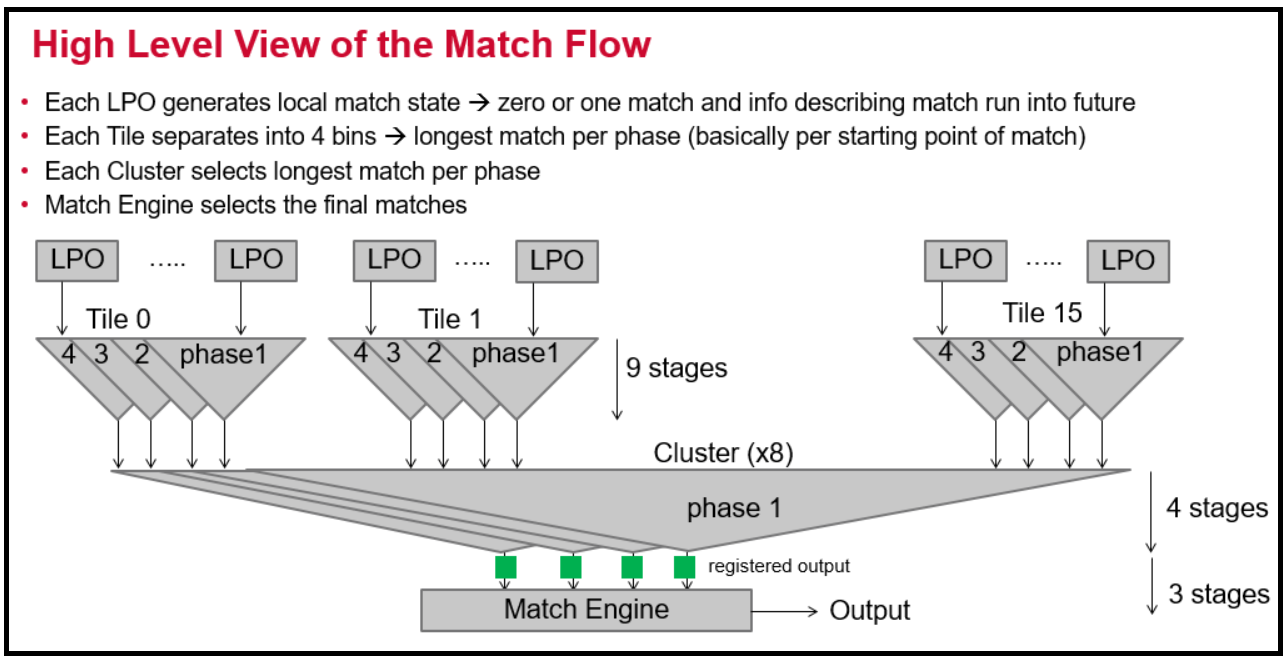 High Level View of the Match Flow
• Each LPO generates local match state → zero or one match and info describing match run into future
• Each Tile separates into 4 bins → longest match per phase (basically per starting point of match)
• Each Cluster selects longest match per phase
• Match Engine selects the final matches
LPO ..... LPO LPO ..... LPO LPO ..... LPO
Tile 0 Tile 1 Tile 15
4 3 2 phase1 4 3 2 phase1 4 3 2 phase1
9 stages
Cluster (x8)
phase 1
4 stages
registered output
3 stages
Match Engine Output